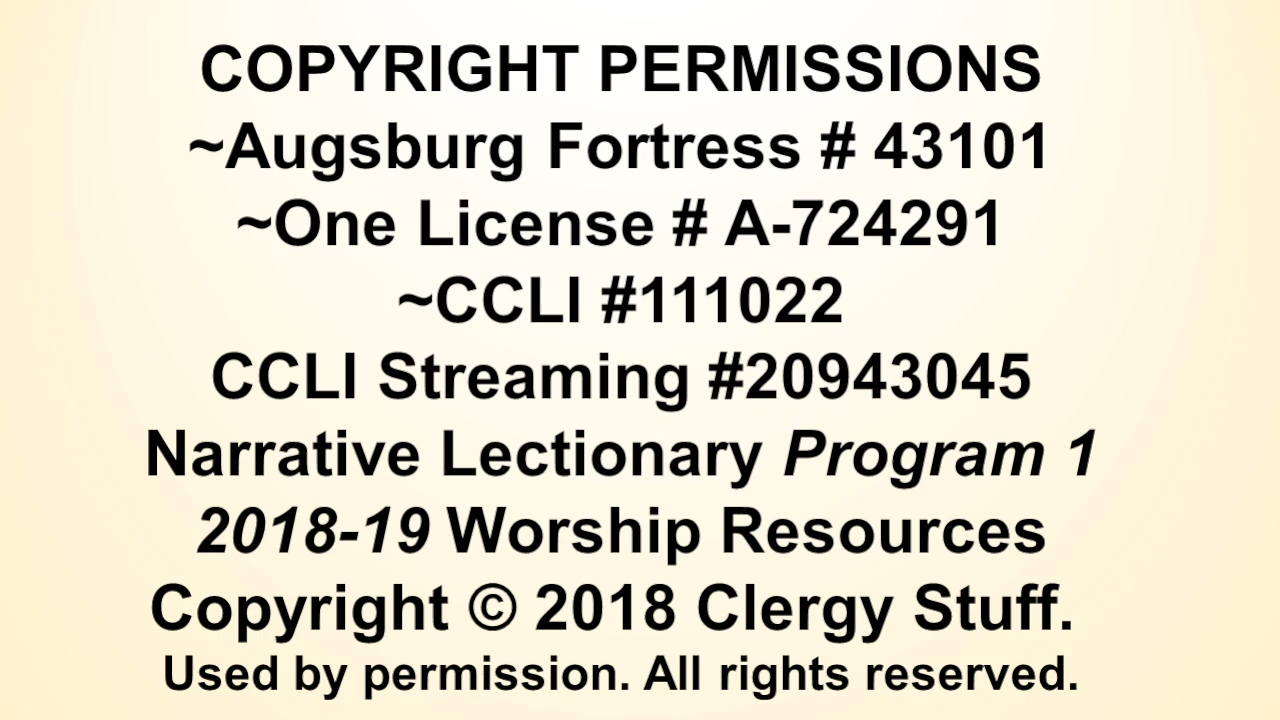 COPYRIGHT PERMISSIONS
~Augsburg Fortress # 43101
~One License # A-724291
~CCLI #111022
CCLI Streaming #20943045
Narrative Lectionary Program 1
2018-19 Worship Resources
Copyright © 2018 Clergy Stuff.
Used by permission. All rights reserved.